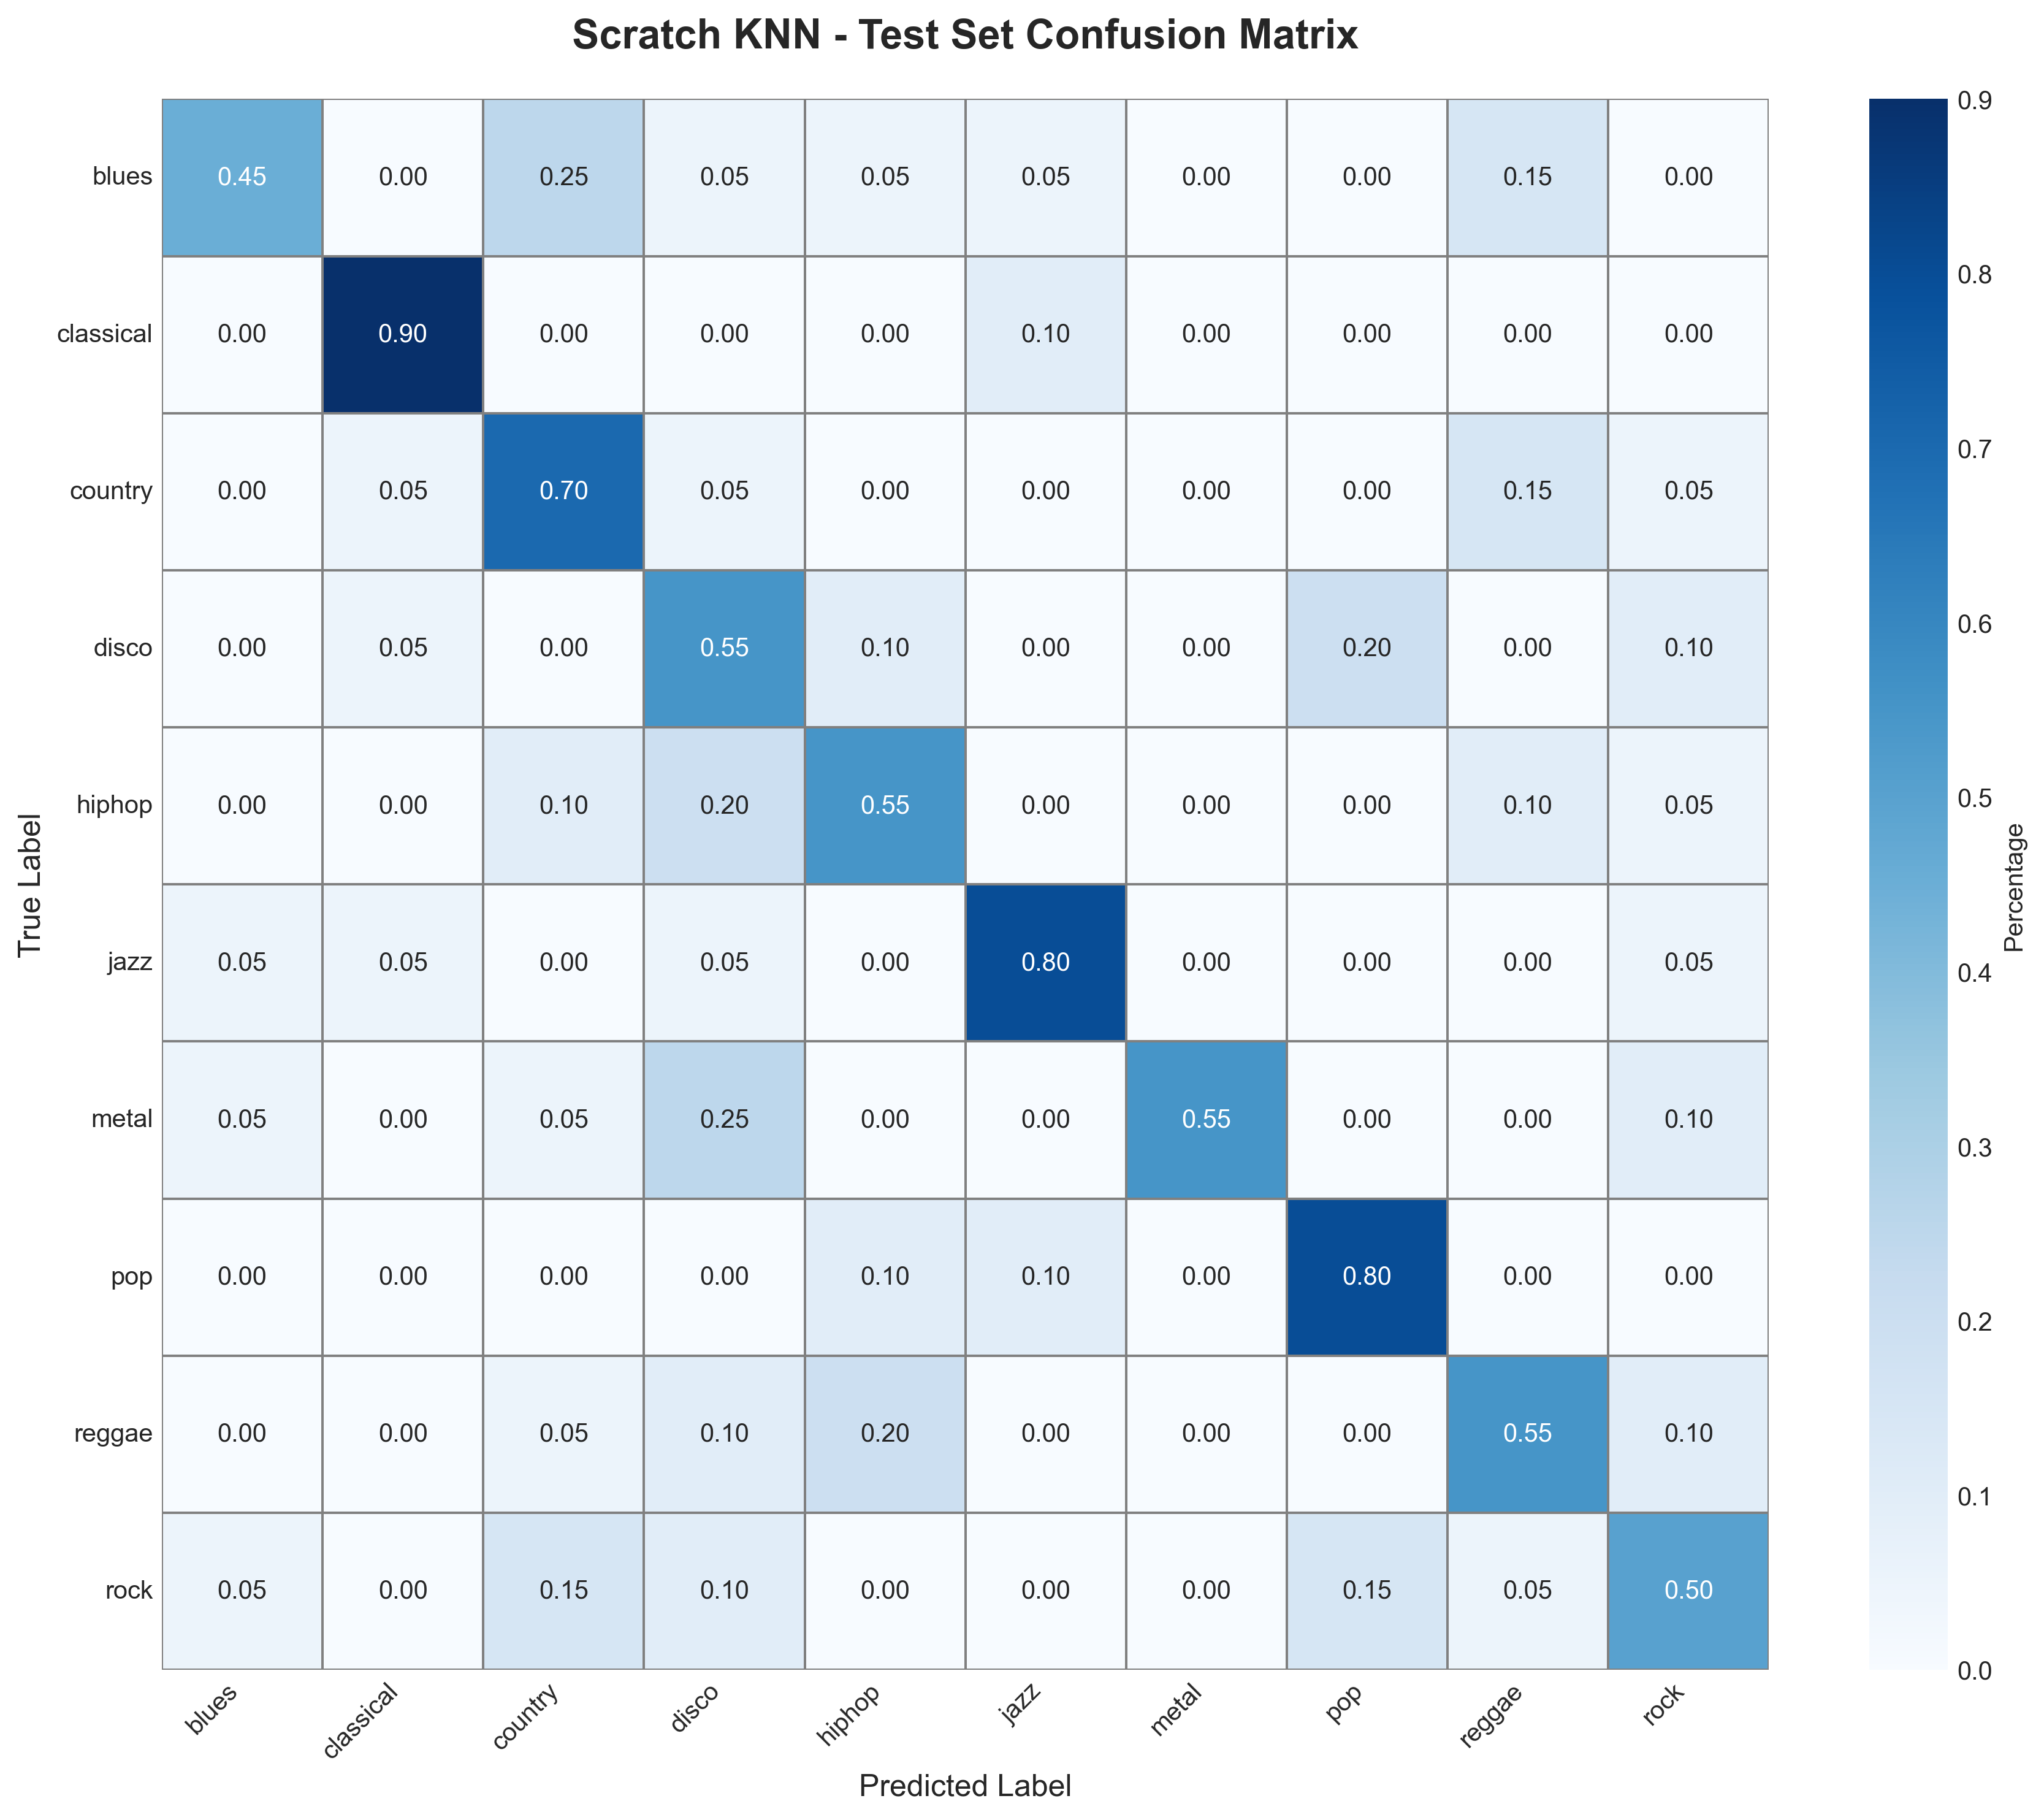 Scratch KNN - Test Set Confusion Matrix
True Label
blues 0.45 0.00 0.25 0.05 0.05 0.05 0.00 0.00 0.15 0.00
classical 0.00 0.90 0.00 0.00 0.00 0.10 0.00 0.00 0.00 0.00
country 0.00 0.05 0.70 0.05 0.00 0.00 0.00 0.00 0.15 0.05
disco 0.00 0.05 0.00 0.55 0.10 0.00 0.00 0.20 0.00 0.10
hiphop 0.00 0.00 0.10 0.20 0.55 0.00 0.00 0.00 0.10 0.05
jazz 0.05 0.05 0.00 0.05 0.00 0.80 0.00 0.00 0.00 0.05
metal 0.05 0.00 0.05 0.25 0.00 0.00 0.55 0.00 0.00 0.10
pop 0.00 0.00 0.00 0.00 0.10 0.10 0.00 0.80 0.00 0.00
reggae 0.00 0.00 0.05 0.10 0.20 0.00 0.00 0.00 0.55 0.10
rock 0.05 0.00 0.15 0.10 0.00 0.00 0.00 0.15 0.05 0.50
blues classical country disco hiphop jazz metal pop reggae rock
Predicted Label
0.9
0.8
0.7
0.6
0.5
0.4
0.3
0.2
0.1
0.0
Percentage